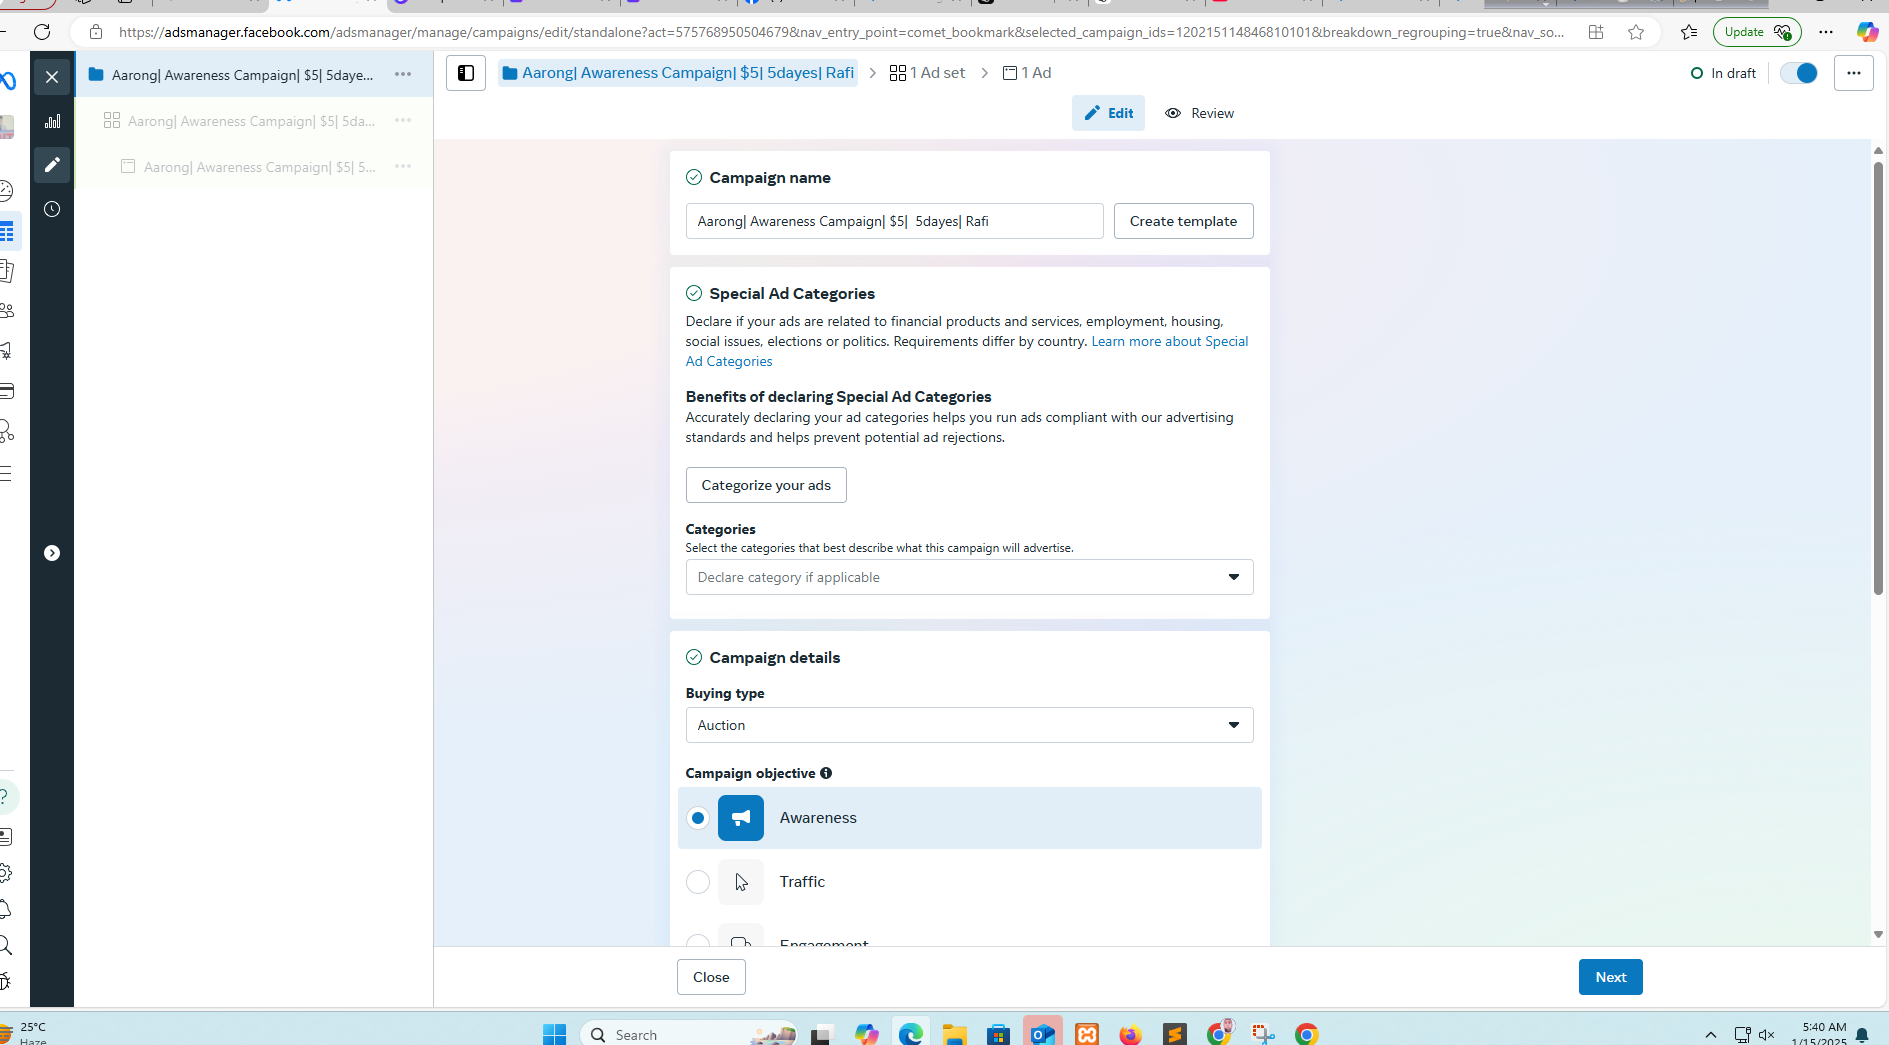 https://adsmanager.facebook.com/adsmanager/manage/campaigns/edit/standalone?act=575768950504679&nav_entry_point=comet_bookmark&selected_campaign_ids=120215114846810101​8&breakdown_regrouping=true&nav_so...
Update
Aarong| Awareness Campaign| $5| 5daye...
Aarong| Awareness Campaign| $5| 5dayes| Rafi
1 Ad set
1 Ad
In draft
Edit
Review
Aarong| Awareness Campaign| $5| 5da...
Aarong| Awareness Campaign| $5| 5...
Campaign name
Aarong| Awareness Campaign| $5|  5dayes| Rafi
Create template
Special Ad Categories
Declare if your ads are related to financial products and services, employment, housing,
social issues, elections or politics. Requirements differ by country. Learn more about Special
Ad Categories
Benefits of declaring Special Ad Categories
Accurately declaring your ad categories helps you run ads compliant with our advertising
standards and helps prevent potential ad rejections.
Categorize your ads
Categories
Select the categories that best describe what this campaign will advertise.
Declare category if applicable
Campaign details
Buying type
Auction
Campaign objective
Awareness
Traffic
Engagement
Close
Next
25°C
Haze
Search
5:40 AM
1/15/2025